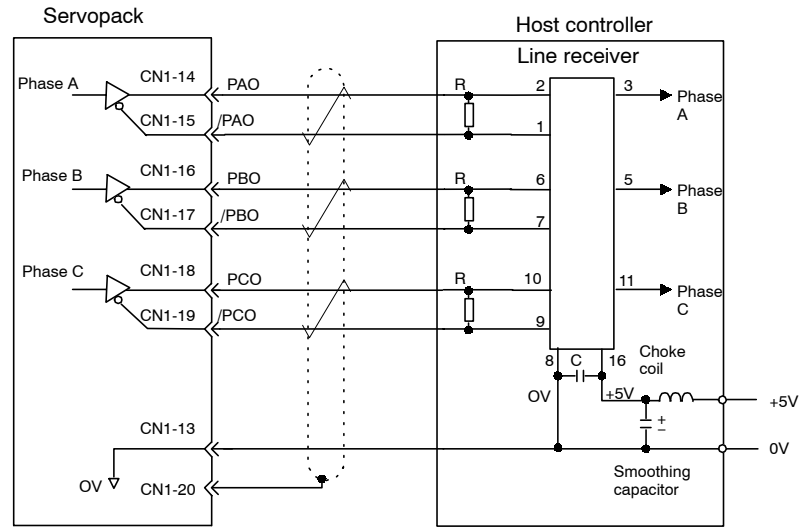 Servopack
Host controller
Line receiver
Phase A
CN1-14
PAO
R
2
3
Phase
A
CN1-15
/PAO
1
Phase B
CN1-16
PBO
R
6
5
Phase
B
CN1-17
/PBO
7
Phase C
CN1-18
PCO
R
10
11
Phase
C
CN1-19
/PCO
9
8
C
16
Choke
coil
OV
+5V
+5V
+
−
CN1-13
0V
OV
CN1-20
Smoothing
capacitor